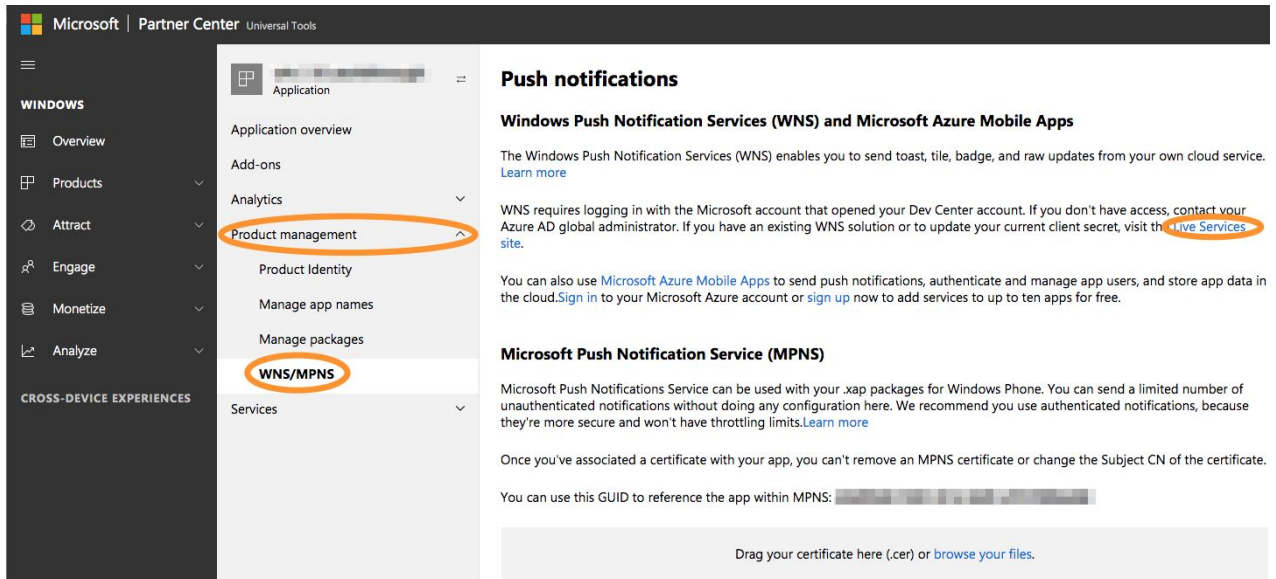 Microsoft | Partner Center Universal Tools
WINDOWS
Overview
Products
Attract
Engage
Monetize
Analyze
CROSS-DEVICE EXPERIENCES
Application
Application overview
Add-ons
Analytics
Product management
Product Identity
Manage app names
Manage packages
WNS/MPNS
Services
Push notifications
Windows Push Notification Services (WNS) and Microsoft Azure Mobile Apps
The Windows Push Notification Services (WNS) enables you to send toast, tile, badge, and raw updates from your own cloud service.
Learn more
WNS requires logging in with the Microsoft account that opened your Dev Center account. If you don't have access, contact your
Azure AD global administrator. If you have an existing WNS solution or to update your current client secret, visit the Live Services
site.
You can also use Microsoft Azure Mobile Apps to send push notifications, authenticate and manage app users, and store app data in
the cloud.Sign in to your Microsoft Azure account or sign up now to add services to up to ten apps for free.
Microsoft Push Notification Service (MPNS)
Microsoft Push Notifications Service can be used with your .xap packages for Windows Phone. You can send a limited number of
unauthenticated notifications without doing any configuration here. We recommend you use authenticated notifications, because
they're more secure and won't have throttling limits.Learn more
Once you've associated a certificate with your app, you can't remove an MPNS certificate or change the Subject CN of the certificate.
You can use this GUID to reference the app within MPNS:
Drag your certificate here (.cer) or browse your files.